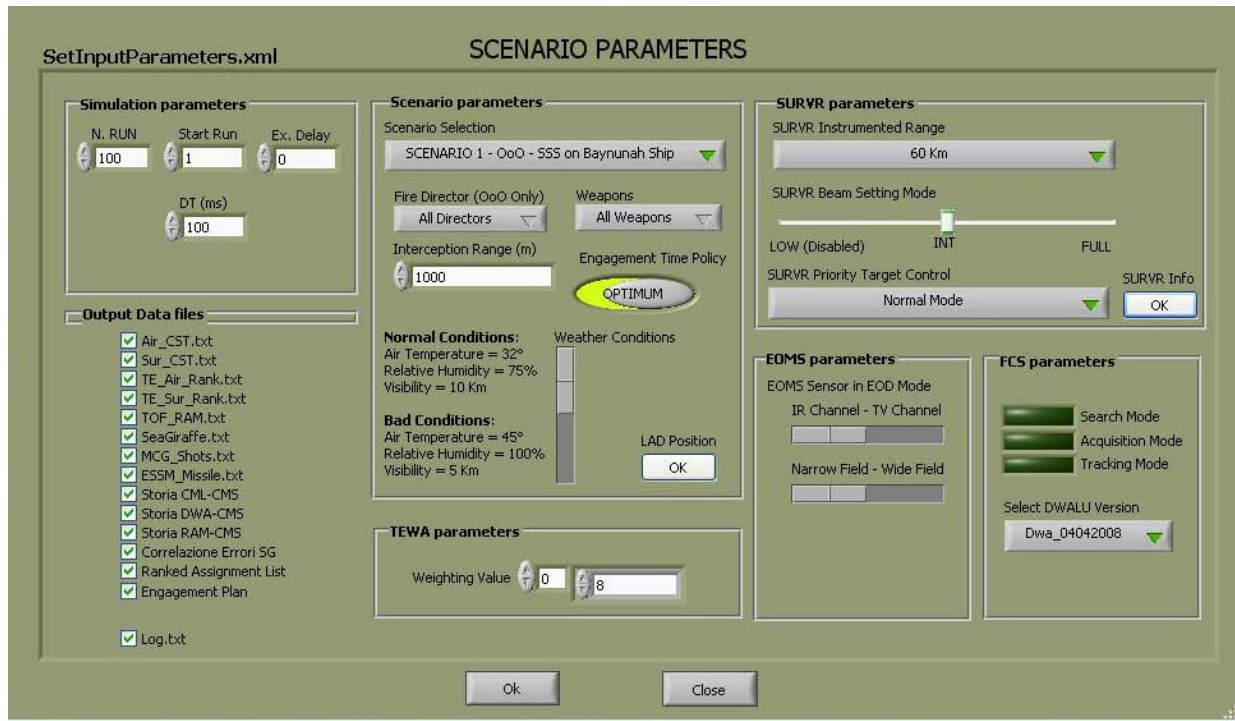 SetInputParameters.xml
SCENARIO PARAMETERS
Simulation parameters
N. RUN Start Run Ex. Delay
100 1 0
DT (ms)
100
Output Data files
Air_CST.txt
Sur_CST.txt
TE_Air_Rank.txt
TE_Sur_Rank.txt
TOF_RAM.txt
SeaGiraffe.txt
MCG_Shots.txt
ESSM_Missile.txt
Storia CML-CMS
Storia DWA-CMS
Storia RAM-CMS
Correlazione Errori SG
Ranked Assignment List
Engagement Plan
Log.txt
Scenario parameters
Scenario Selection
SCENARIO 1 - OoO - SSS on Baynunah Ship
Fire Director (OoO Only) Weapons
All Directors All Weapons
Interception Range (m)
1000
Engagement Time Policy
OPTIMUM
Normal Conditions:
Air Temperature = 32°
Relative Humidity = 75%
Visibility = 10 Km
Bad Conditions:
Air Temperature = 45°
Relative Humidity = 100%
Visibility = 5 Km
Weather Conditions
LAD Position
OK
TEWA parameters
Weighting Value 0 8
SURVR parameters
SURVR Instrumented Range
60 Km
SURVR Beam Setting Mode
LOW (Disabled) INT FULL
SURVR Priority Target Control
Normal Mode
SURVR Info
OK
EOMS parameters
EOMS Sensor in EOD Mode
IR Channel - TV Channel
Narrow Field - Wide Field
FCS parameters
Search Mode
Acquisition Mode
Tracking Mode
Select DWALU Version
Dwa_04042008
Ok Close